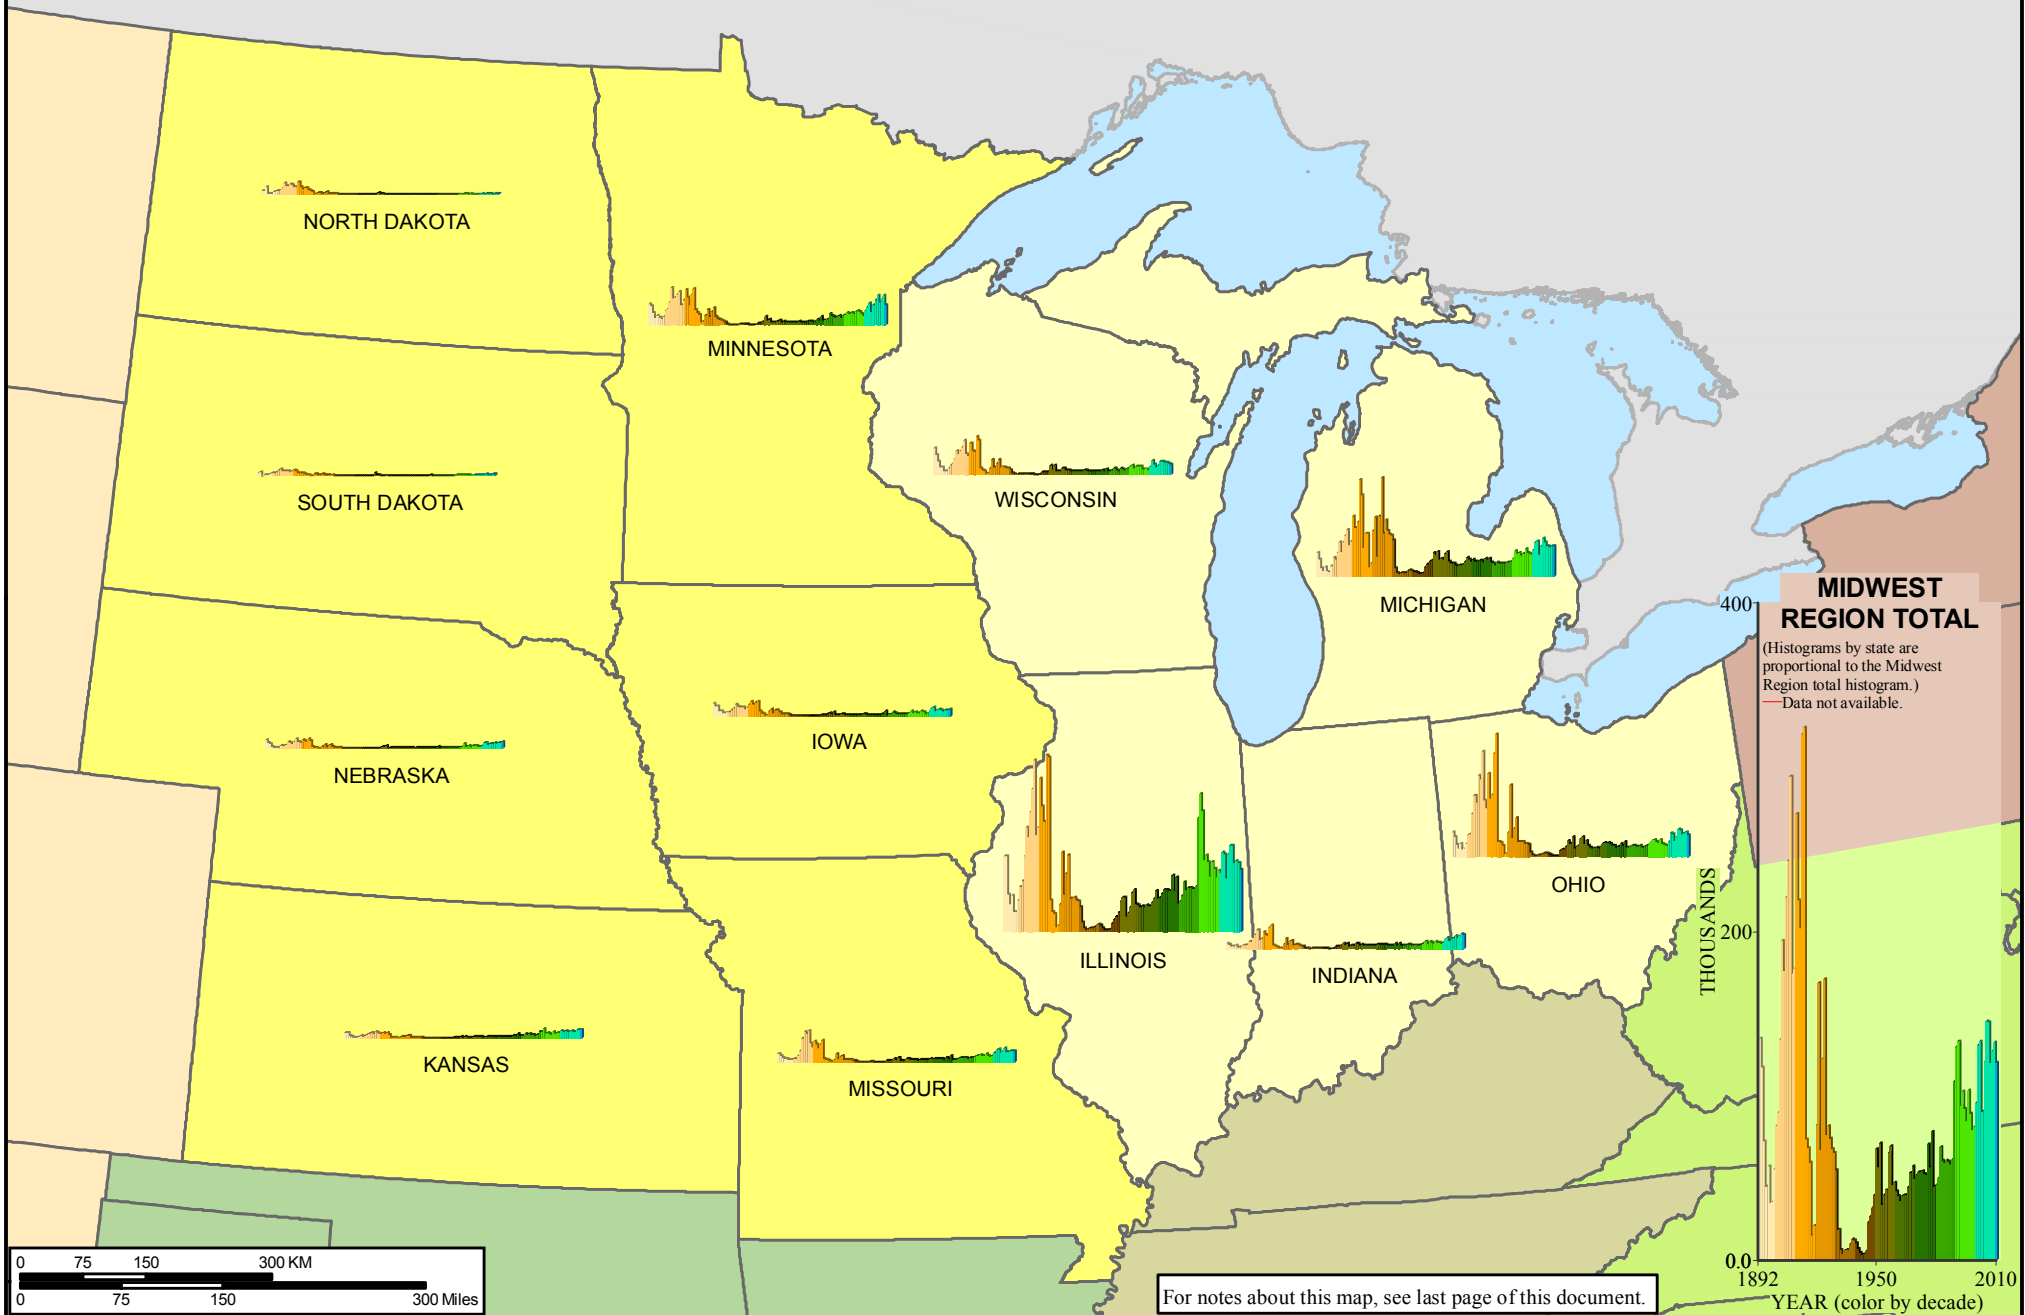 NORTH DAKOTA
MINNESOTA
SOUTH DAKOTA
WISCONSIN
MICHIGAN
NEBRASKA
IOWA
ILLINOIS
INDIANA
OHIO
KANSAS
MISSOURI
MIDWEST
REGION TOTAL
(Histograms by state are
proportional to the Midwest
Region total histogram.)
Data not available.
400
200
0.0
THOUSANDS
1892 1950 2010
YEAR (color by decade)
0 75 150 300 KM
0 75 150 300 Miles
For notes about this map, see last page of this document.